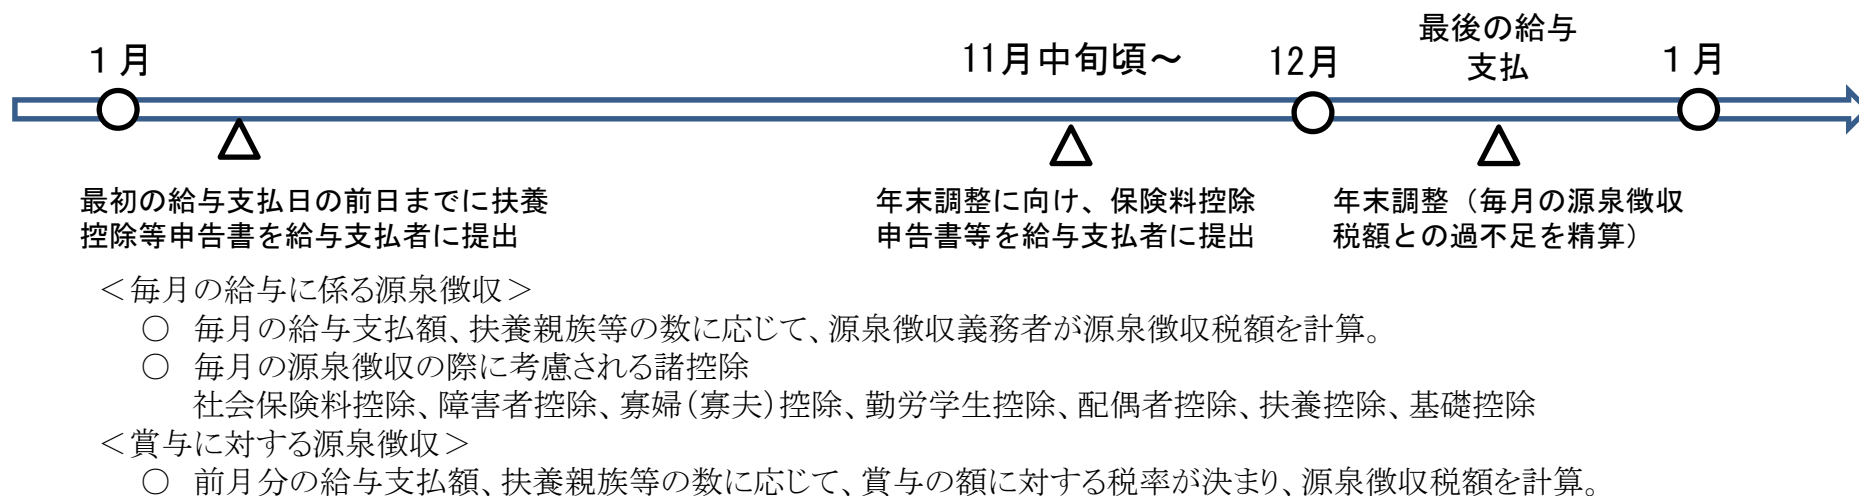 １月
11月中旬頃～
12月
最後の給与
支払
１月
最初の給与支払日の前日までに扶養
控除等申告書を給与支払者に提出
年末調整に向け、保険料控除
申告書等を給与支払者に提出
年末調整（毎月の源泉徴収
税額との過不足を精算）
＜毎月の給与に係る源泉徴収＞
○　毎月の給与支払額、扶養親族等の数に応じて、源泉徴収義務者が源泉徴収税額を計算。
○　毎月の源泉徴収の際に考慮される諸控除
社会保険料控除、障害者控除、寡婦（寡夫）控除、勤労学生控除、配偶者控除、扶養控除、基礎控除
＜賞与に対する源泉徴収＞
○　前月分の給与支払額、扶養親族等の数に応じて、賞与の額に対する税率が決まり、源泉徴収税額を計算。